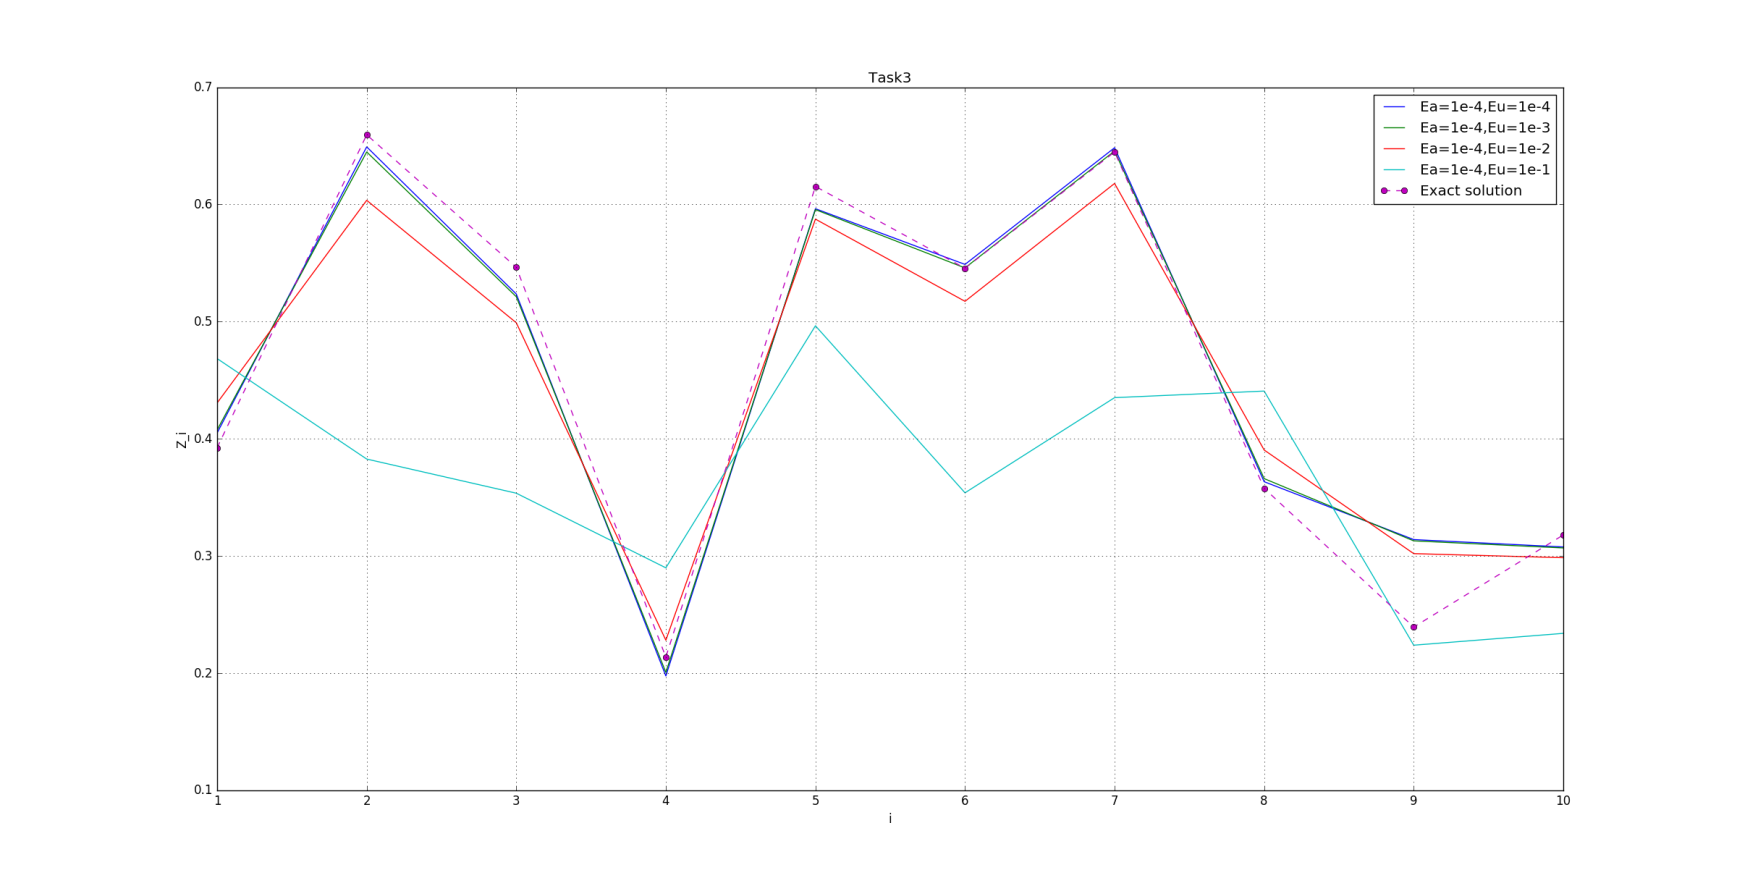 Task3
0.7
0.6
0.5
0.4
0.3
0.2
0.1
Z_i
1 2 3 4 5 6 7 8 9 10
i
Ea=1e-4,Eu=1e-4
Ea=1e-4,Eu=1e-3
Ea=1e-4,Eu=1e-2
Ea=1e-4,Eu=1e-1
Exact solution